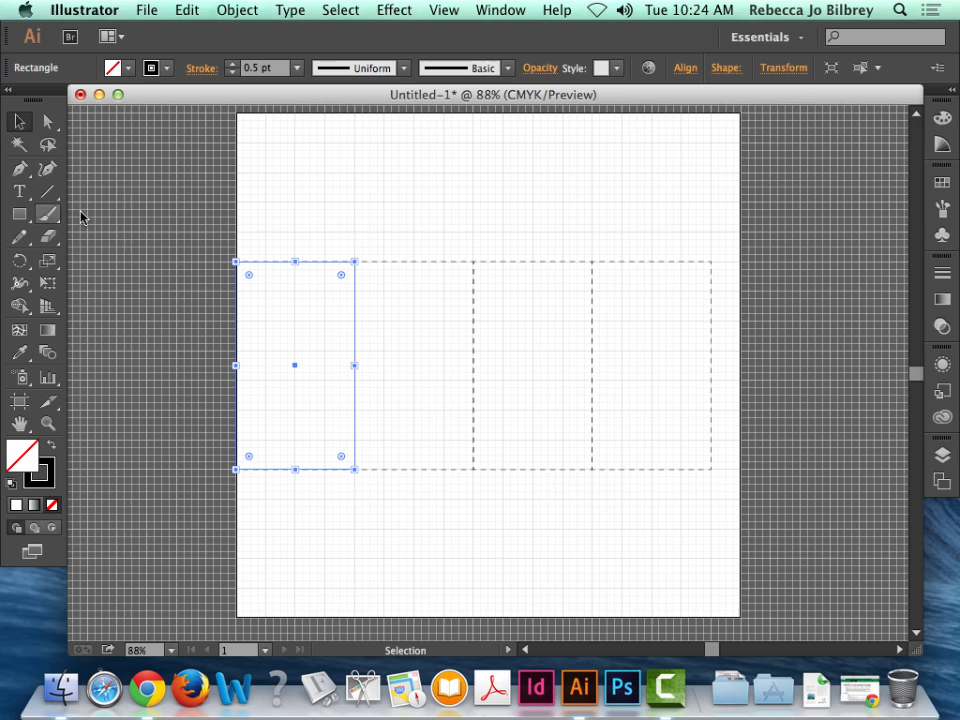 Illustrator File Edit Object Type Select Effect View Window Help Tue 10:24 AM Rebecca Jo Bilbrey
Ai Br Essentials
Rectangle Stroke: 0.5 pt Uniform Basic Opacity Style: Align Shape: Transform
Untitled-1* @ 88% (CMYK/Preview)
T
88% 1 Selection
W ? Id Ai Ps C